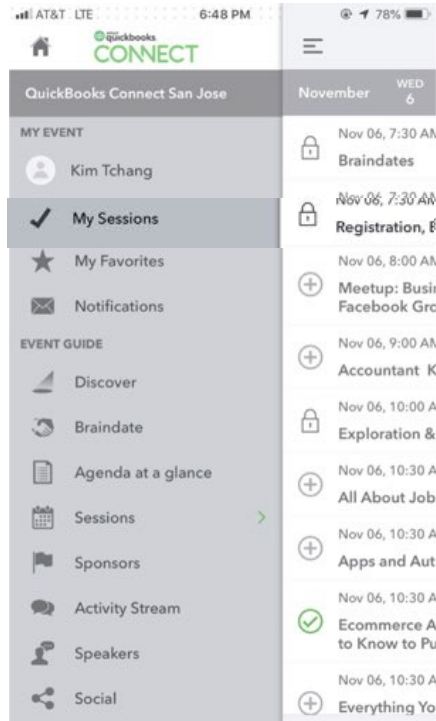 AT&T LTE 6:48 PM 78%
quickbooks
CONNECT
QuickBooks Connect San Jose
MY EVENT
Kim Tchang
My Sessions
My Favorites
Notifications
EVENT GUIDE
Discover
Braindate
Agenda at a glance
Sessions
Sponsors
Activity Stream
Speakers
Social
November WED
6
Nov 06, 7:30 AM
Braindates
Nov 06, 7:30 AM
Registration, 
Nov 06, 8:00 AM
Meetup: Busin
Facebook Gro
Nov 06, 9:00 AM
Accountant K
Nov 06, 10:00 A
Exploration &
Nov 06, 10:30 A
All About Job
Nov 06, 10:30 A
Apps and Aut
Nov 06, 10:30 A
Ecommerce A
to Know to Pu
Nov 06, 10:30 A
Everything Yo